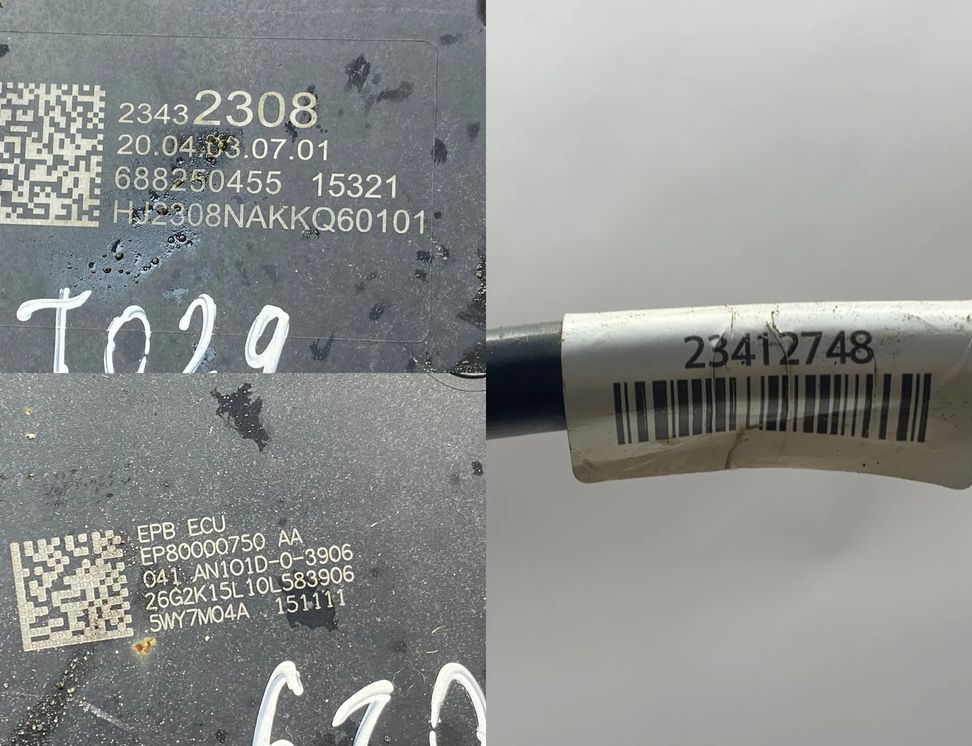 23432308
20.04.03.07.01
688250455 15321
HJ2308NAKKQ60101
T029
EPB ECU
EP80000750 AA
041 AN101D-0-3906
26G2K15L10L583906
5WY7M04A 151111
23412748